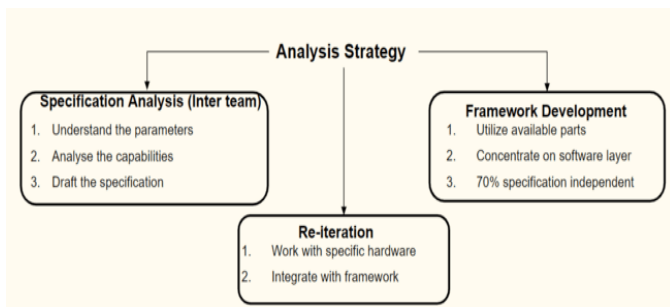 Analysis Strategy
Specification Analysis (Inter team)
1. Understand the parameters
2. Analyse the capabilities
3. Draft the specification
Framework Development
1. Utilize available parts
2. Concentrate on software layer
3. 70% specification independent
Re-iteration
1. Work with specific hardware
2. Integrate with framework